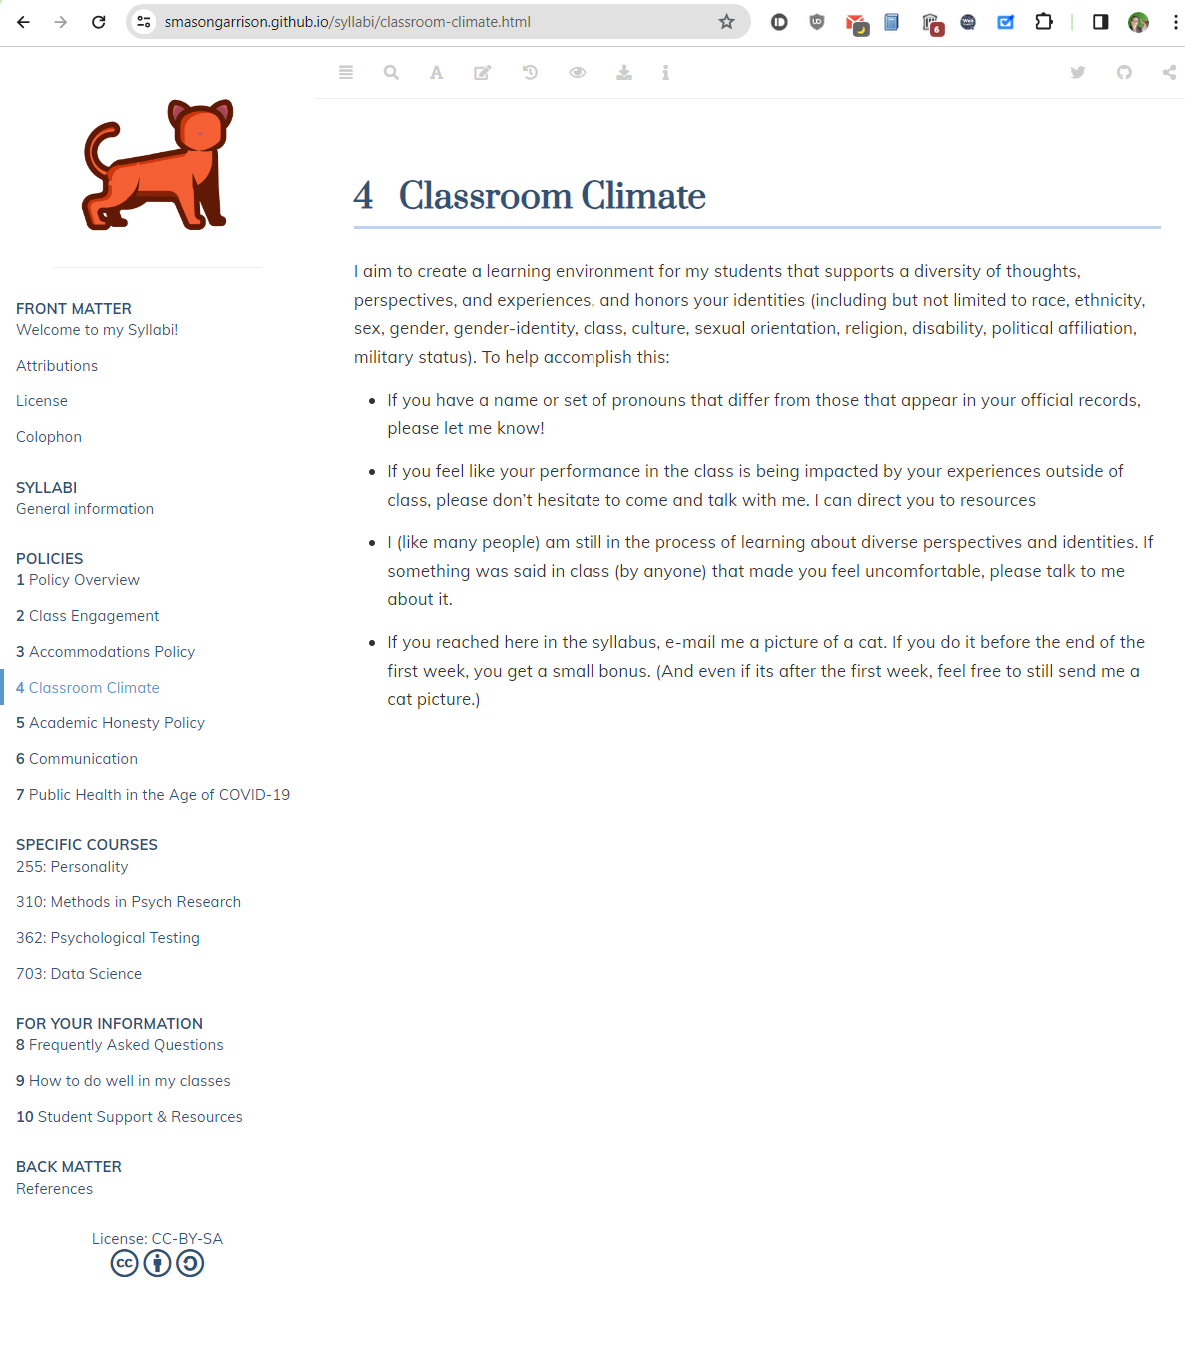 smasongarrison.github.io/syllabi/classroom-climate.html
6
FRONT MATTER
Welcome to my Syllabi!
Attributions
License
Colophon
SYLLABI
General information
POLICIES
1 Policy Overview
2 Class Engagement
3 Accommodations Policy
4 Classroom Climate
5 Academic Honesty Policy
6 Communication
7 Public Health in the Age of COVID-19
SPECIFIC COURSES
255: Personality
310: Methods in Psych Research
362: Psychological Testing
703: Data Science
FOR YOUR INFORMATION
8 Frequently Asked Questions
9 How to do well in my classes
10 Student Support & Resources
BACK MATTER
References
License: CC-BY-SA
cc
4 Classroom Climate
I aim to create a learning environment for my students that supports a diversity of thoughts,
perspectives, and experiences, and honors your identities (including but not limited to race, ethnicity,
sex, gender, gender-identity, class, culture, sexual orientation, religion, disability, political affiliation,
military status). To help accomplish this:
• If you have a name or set of pronouns that differ from those that appear in your official records,
please let me know!
• If you feel like your performance in the class is being impacted by your experiences outside of
class, please don't hesitate to come and talk with me. I can direct you to resources
• I (like many people) am still in the process of learning about diverse perspectives and identities. If
something was said in class (by anyone) that made you feel uncomfortable, please talk to me
about it.
• If you reached here in the syllabus, e-mail me a picture of a cat. If you do it before the end of the
first week, you get a small bonus. (And even if its after the first week, feel free to still send me a
cat picture.)